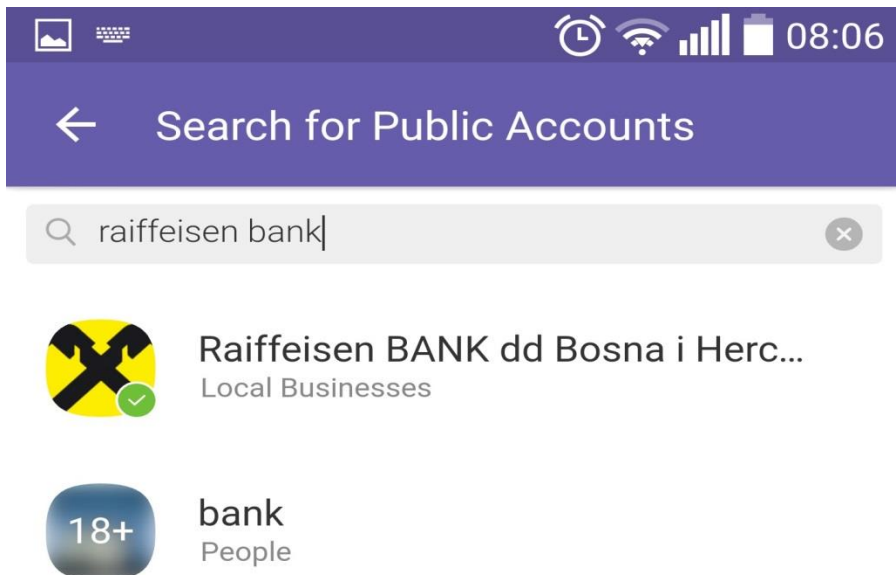 08:06
Search for Public Accounts
raiffeisen bank
Raiffeisen BANK dd Bosna i Herc...
Local Businesses
18+
bank
People